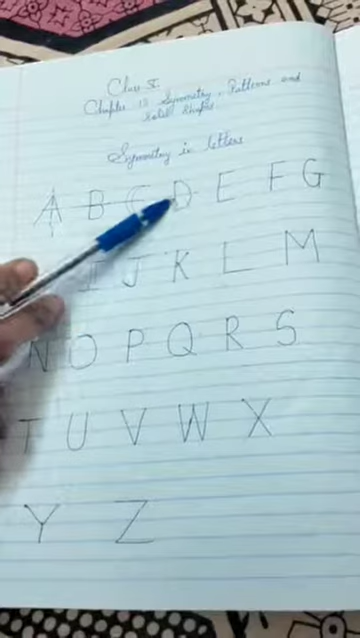 Class V
Chapter 13 Symmetry, Patterns and
Solid Shapes
Symmetry in letters
A B C D E F G
I J K L M
N O P Q R S
T U V W X
Y Z